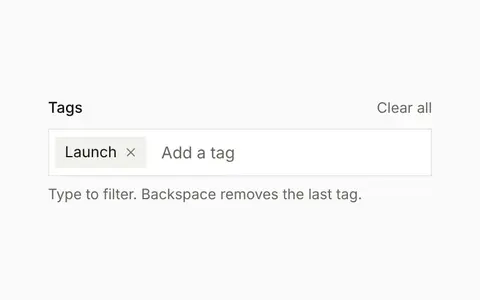 Tags Clear all
Launch × Add a tag
Type to filter. Backspace removes the last tag.